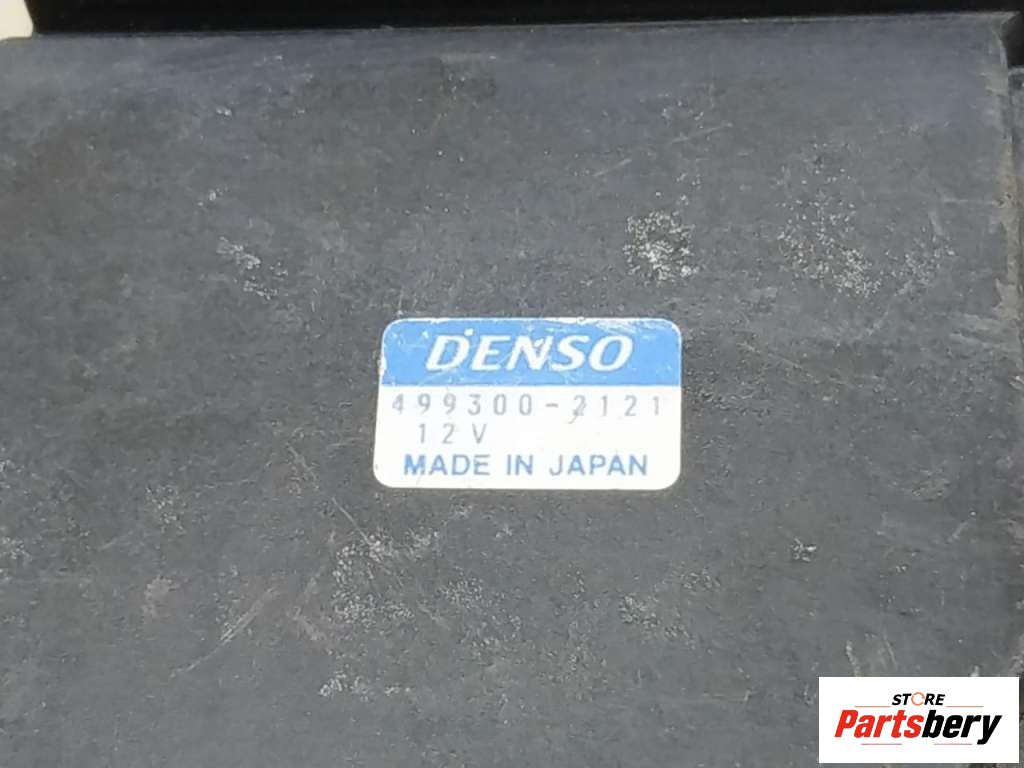 DENSO
499300-2121
12V
MADE IN JAPAN
STORE
Partsbery